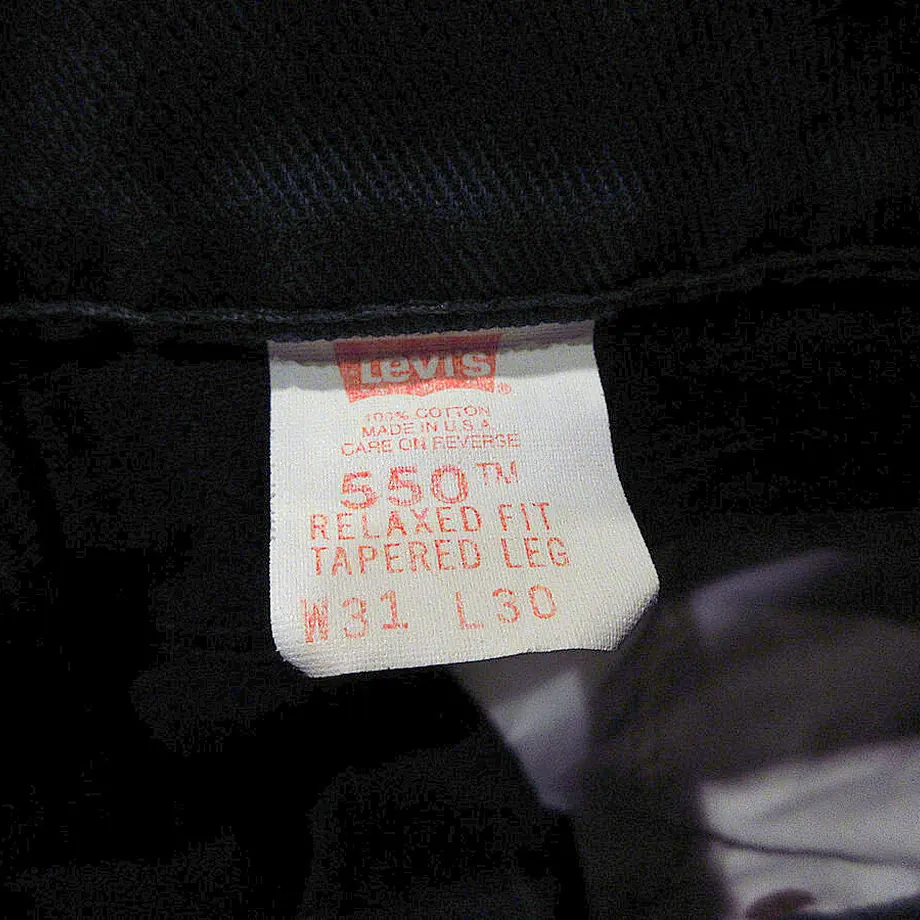 Levi's®
100% COTTON
MADE IN U.S.A.
CARE ON REVERSE
550™
RELAXED FIT
TAPERED LEG
W31 L30